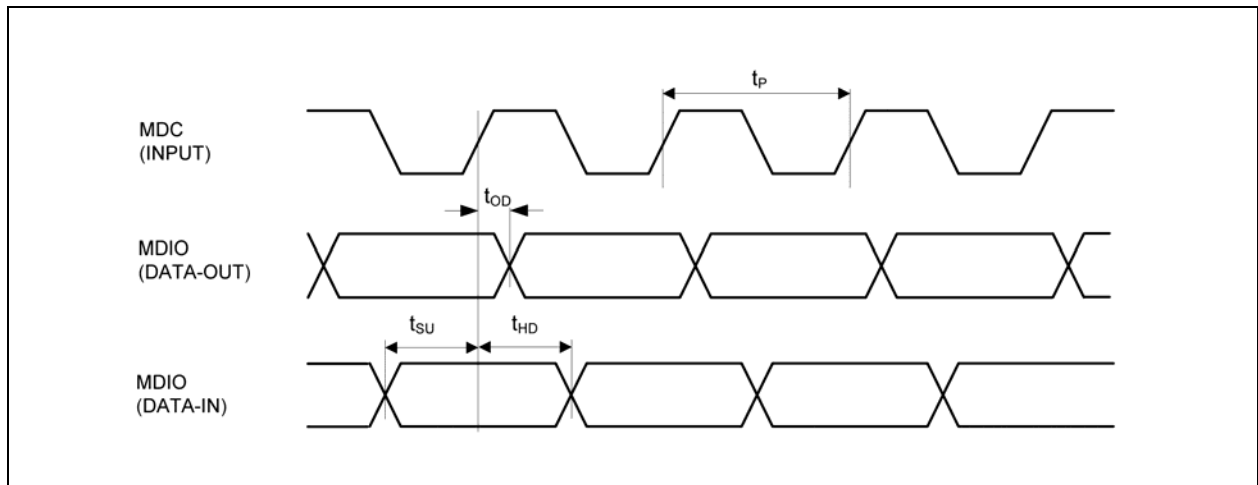 tP
MDC
(INPUT)
tOD
MDIO
(DATA-OUT)
tSU
tHD
MDIO
(DATA-IN)